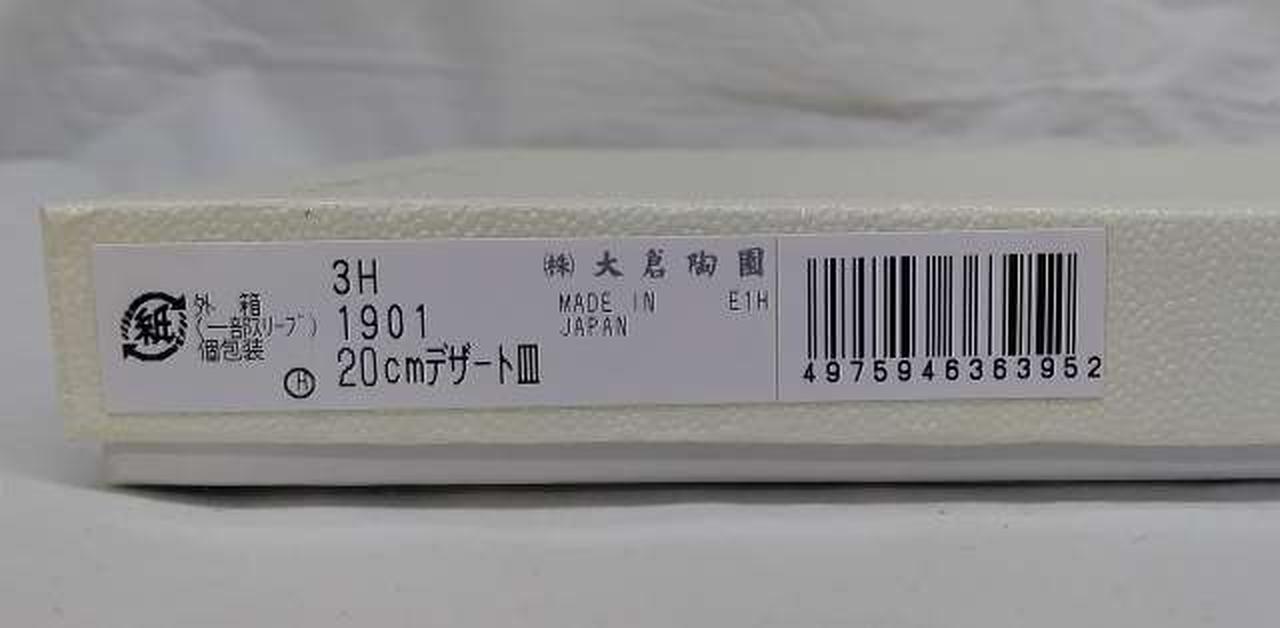 紙
外 箱
(一部スリーブ)
個包装
H
3H
1901
20cmデザート皿
㈱ 大倉陶園
MADE IN JAPAN
E1H
4975946363952